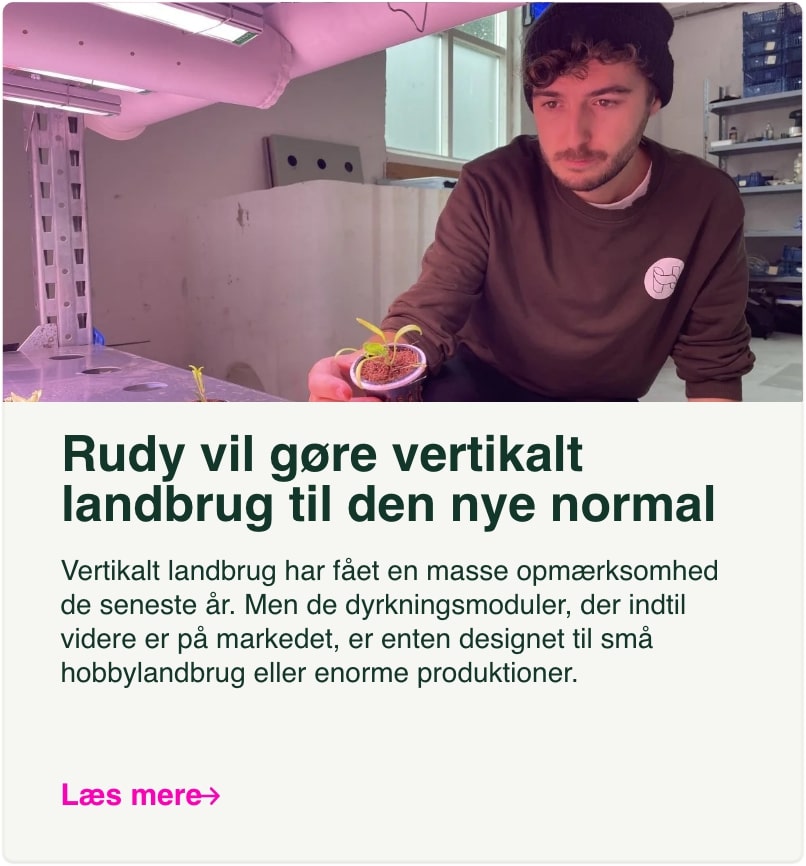 Rudy vil gøre vertikalt
landbrug til den nye normal
Vertikalt landbrug har fået en masse opmærksomhed
de seneste år. Men de dyrkningsmoduler, der indtil
videre er på markedet, er enten designet til små
hobbylandbrug eller enorme produktioner.
Læs mere→